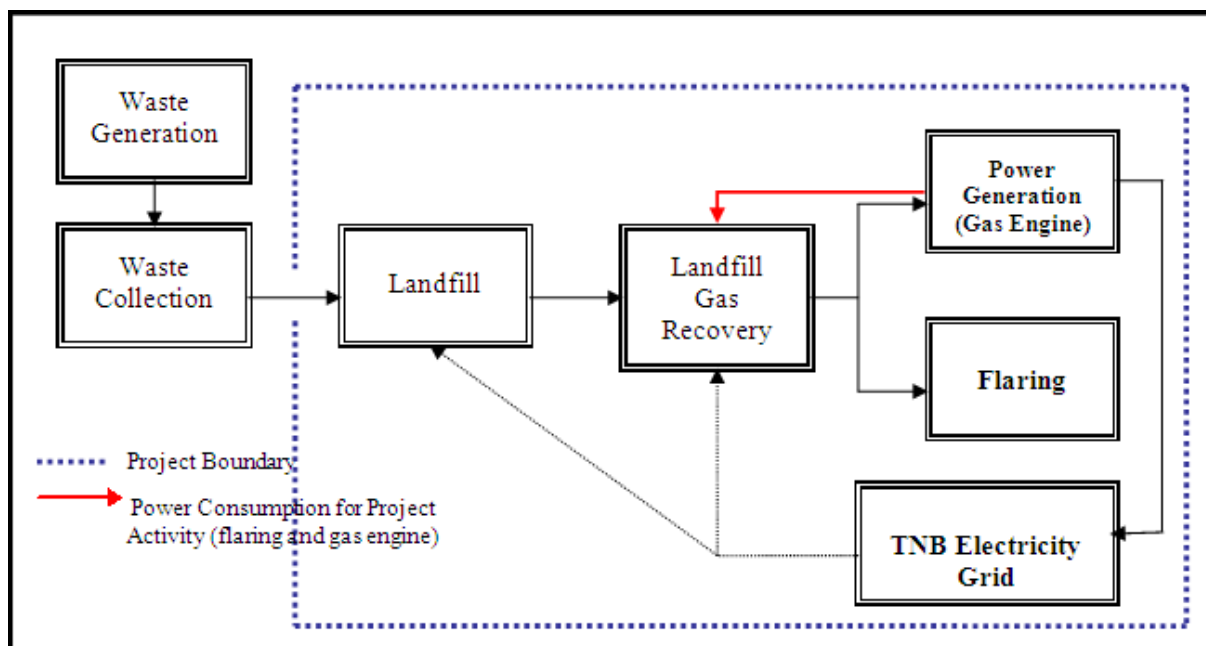 Waste
Generation
Waste
Collection
Landfill
Landfill
Gas
Recovery
Power
Generation
(Gas Engine)
Flaring
TNB Electricity
Grid
Project Boundary
Power Consumption for Project
Activity (flaring and gas engine)